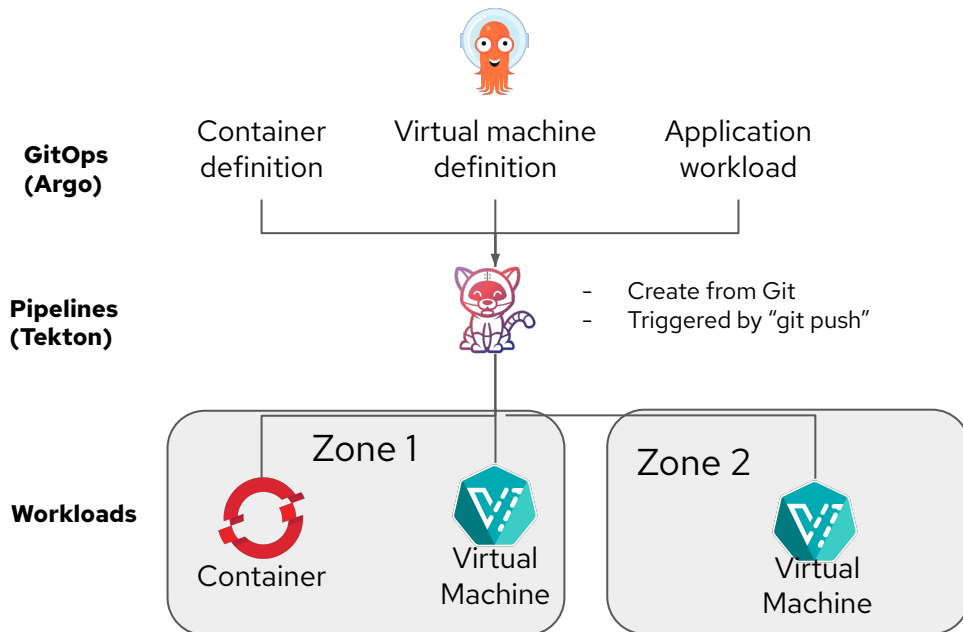 Container
definition
Virtual machine
definition
Application
workload
GitOps
(Argo)
Pipelines
(Tekton)
- Create from Git
- Triggered by “git push”
Zone 1
Zone 2
Workloads
Container
Virtual
Machine
Virtual
Machine